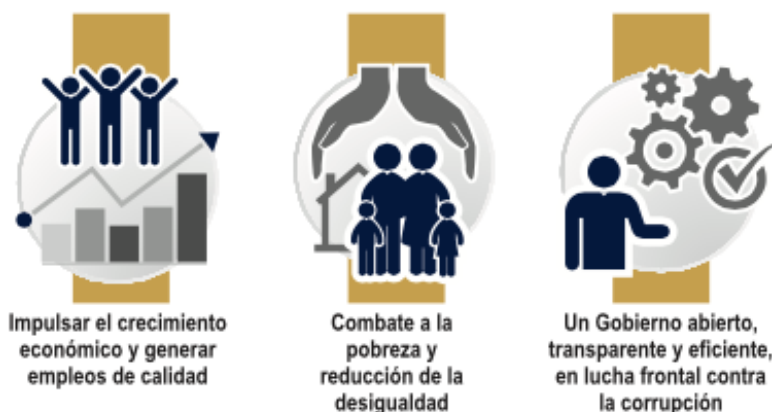 Impulsar el crecimiento
económico y generar
empleos de calidad
Combate a la
pobreza y
reducción de la
desigualdad
Un Gobierno abierto,
transparente y eficiente,
en lucha frontal contra
la corrupción